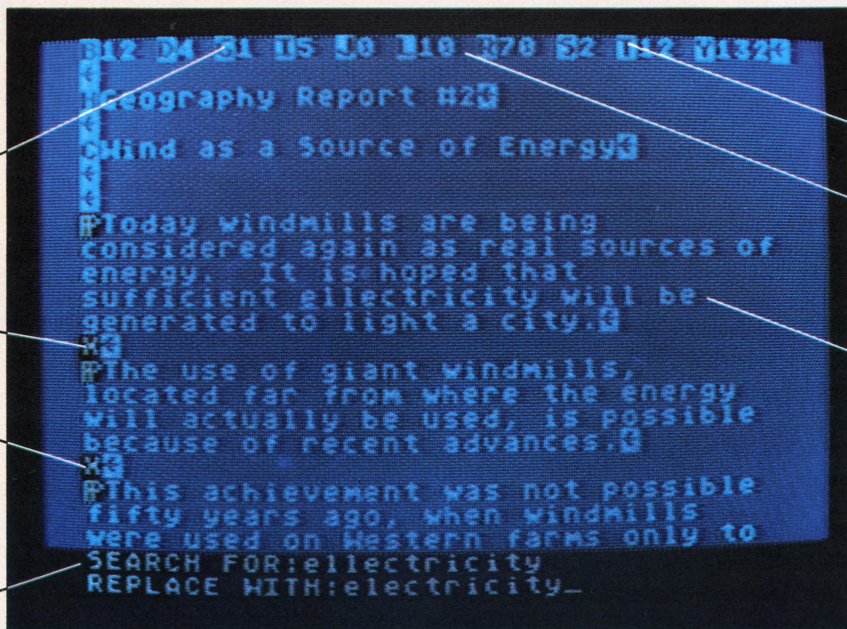 B12 D4 G1 I5 J0 L10 R70 S2 T12 Y132
Geography Report #2
Wind as a Source of Energy
Today windmills are being
considered again as real sources of
energy.  It is hoped that
sufficient ellectricity will be
generated to light a city.
The use of giant windmills,
located far from where the energy
will actually be used, is possible
because of recent advances.
This achievement was not possible
fifty years ago, when windmills
were used on Western farms only to
SEARCH FOR:ellectricity
REPLACE WITH:electricity_